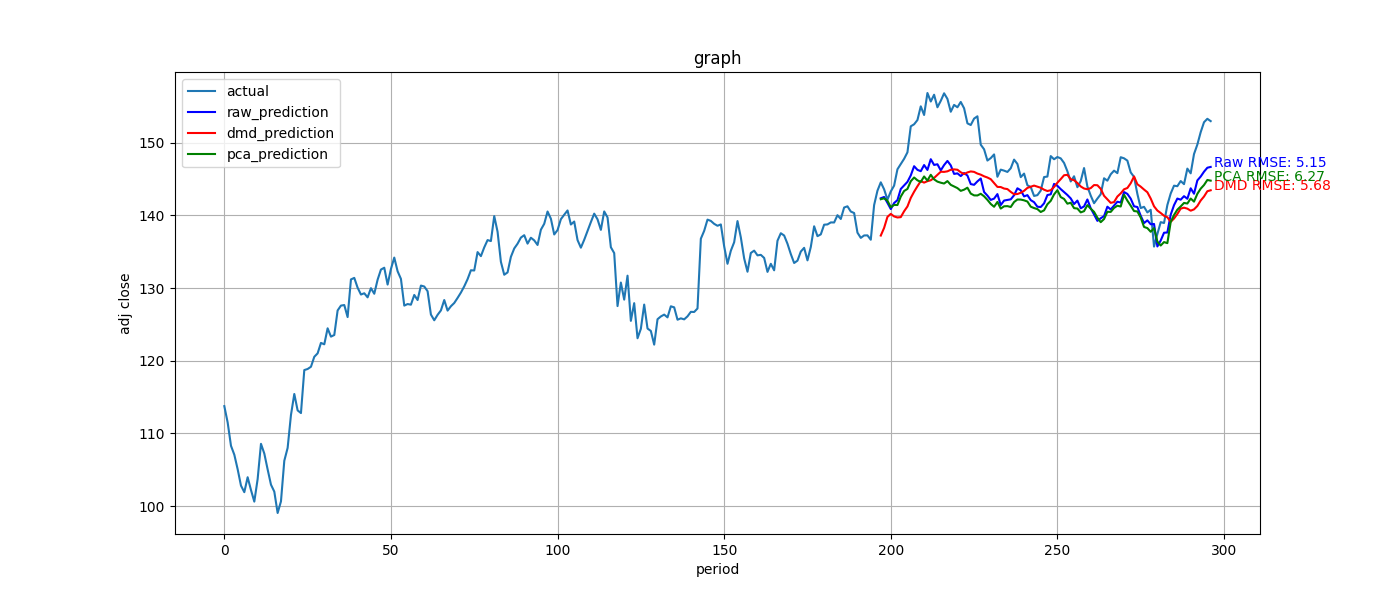 graph
actual
raw_prediction
dmd_prediction
pca_prediction
150
140
130
120
110
100
adj close
Raw RMSE: 5.15
PCA RMSE: 6.27
DMD RMSE: 5.68
0 50 100 150 200 250 300
period